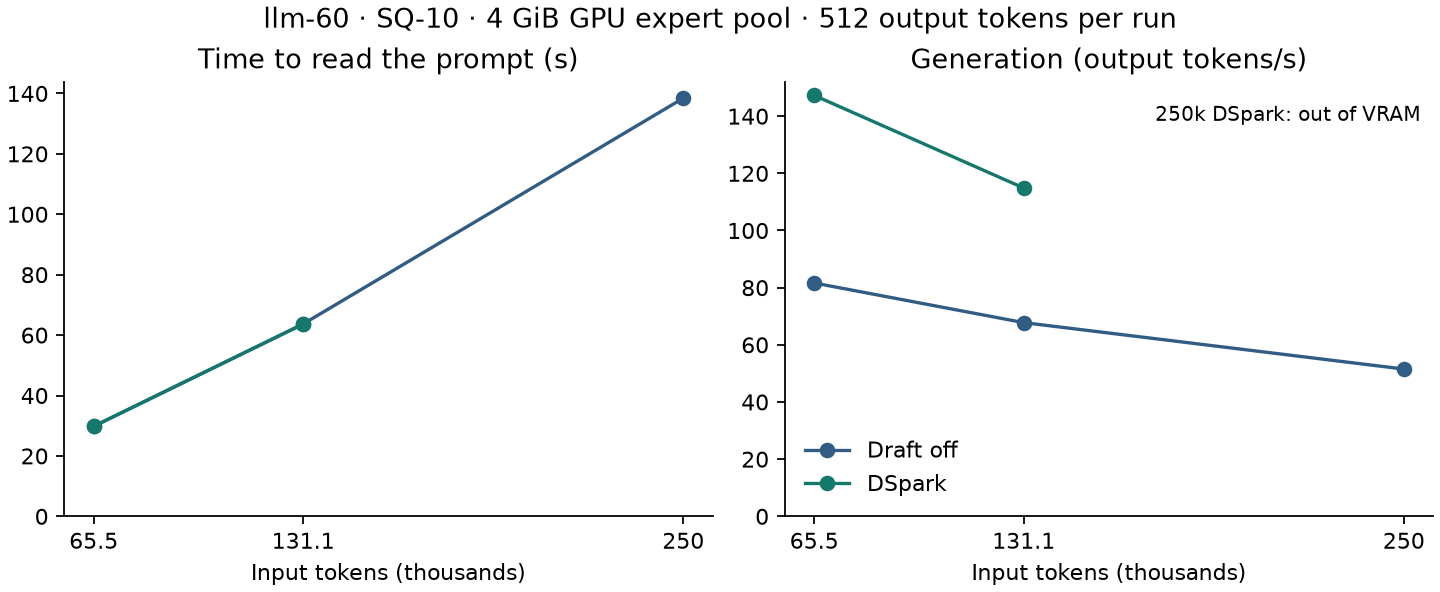 llm-60 · SQ-10 · 4 GiB GPU expert pool · 512 output tokens per run
Time to read the prompt (s)
140
120
100
80
60
40
20
0
65.5
131.1
250
Input tokens (thousands)
Generation (output tokens/s)
250k DSpark: out of VRAM
140
120
100
80
60
40
20
0
Draft off
DSpark
65.5
131.1
250
Input tokens (thousands)